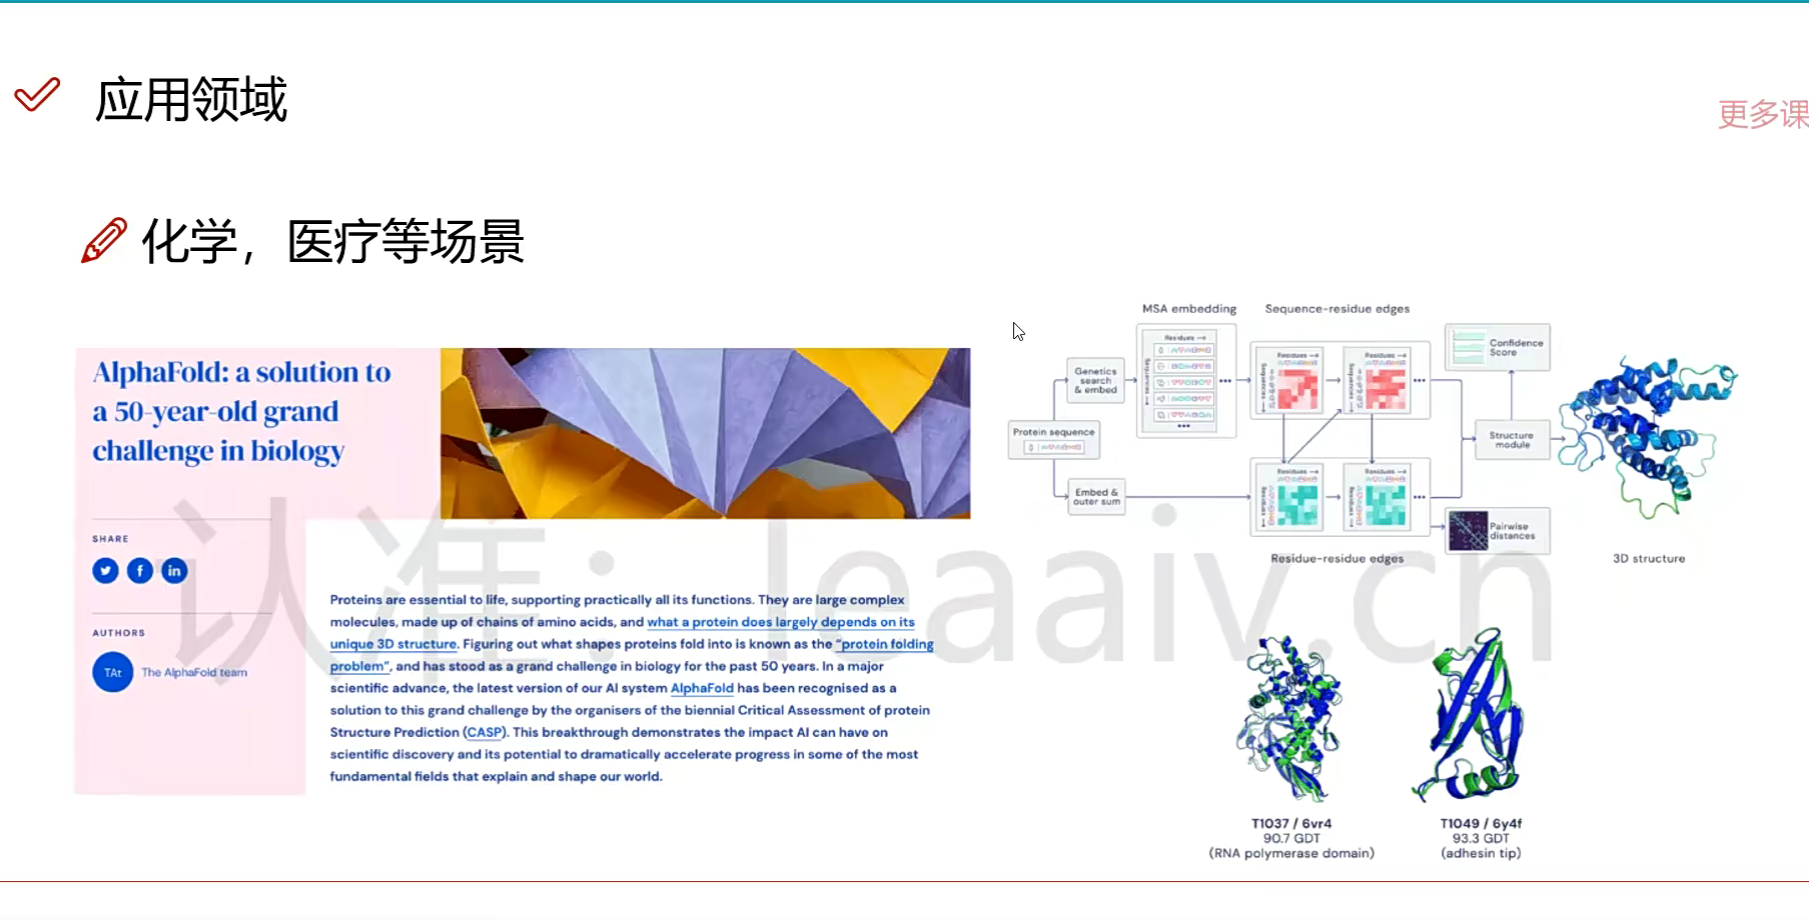 应用领域
更多课
化学，医疗等场景
AlphaFold: a solution to
a 50-year-old grand
challenge in biology
SHARE
AUTHORS
TAt
The AlphaFold team
Proteins are essential to life, supporting practically all its functions. They are large complex
molecules, made up of chains of amino acids, and what a protein does largely depends on its
unique 3D structure. Figuring out what shapes proteins fold into is known as the “protein folding
problem”, and has stood as a grand challenge in biology for the past 50 years. In a major
scientific advance, the latest version of our AI system AlphaFold has been recognised as a
solution to this grand challenge by the organisers of the biennial Critical Assessment of protein
Structure Prediction (CASP). This breakthrough demonstrates the impact AI can have on
scientific discovery and its potential to dramatically accelerate progress in some of the most
fundamental fields that explain and shape our world.
MSA embedding
Sequence-residue edges
Protein sequence
Genetics
search
& embed
Embed &
outer sum
Residues
Sequences
Residues
Sequences
Residues
Sequences
Residues
Residues
Residues
Residues
Residue-residue edges
Confidence
Score
Structure
module
Pairwise
distances
3D structure
T1037 / 6vr4
90.7 GDT
(RNA polymerase domain)
T1049 / 6y4f
93.3 GDT
(adhesin tip)
认准：leaaiv.cn